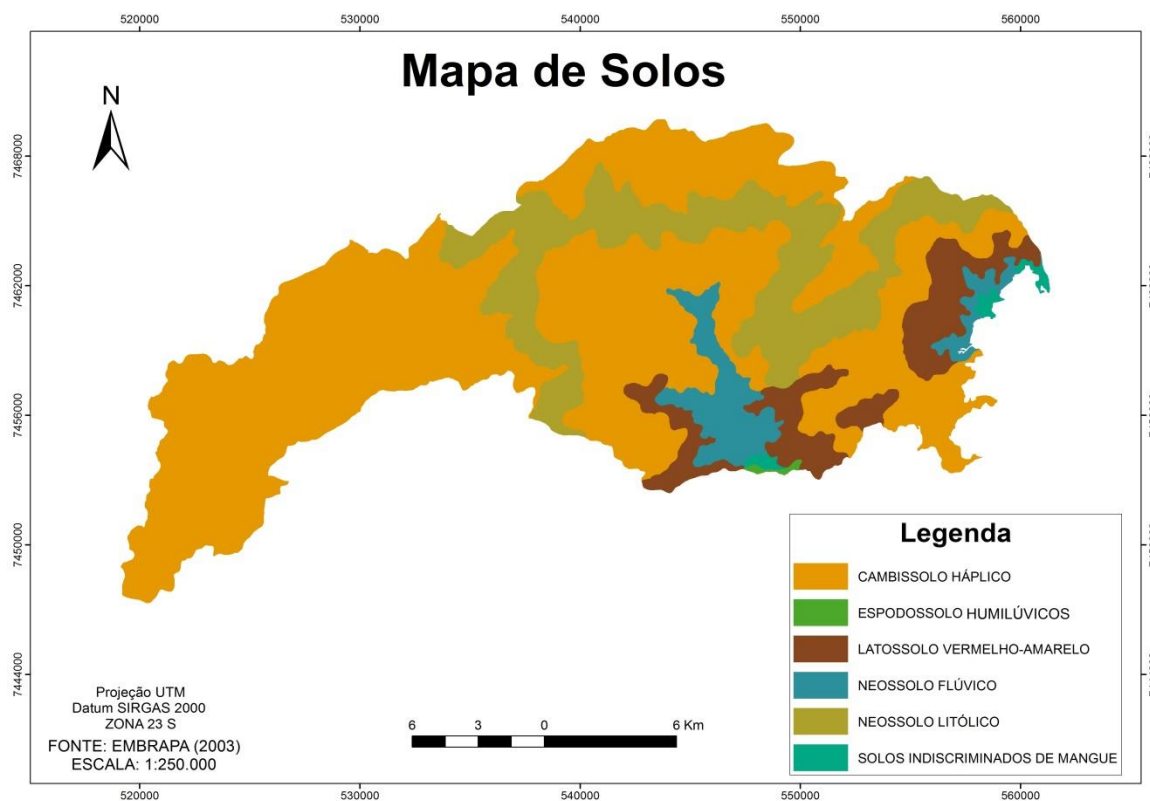 520000 530000 540000 550000 560000
Mapa de Solos
N
7468000
7462000
7456000
7450000
7444000
Legenda
CAMBISSOLO HÁPLICO
ESPODOSSOLO HUMILÚVICOS
LATOSSOLO VERMELHO-AMARELO
NEOSSOLO FLÚVICO
NEOSSOLO LITÓLICO
SOLOS INDISCRIMINADOS DE MANGUE
Projeção UTM
Datum SIRGAS 2000
ZONA 23 S
FONTE: EMBRAPA (2003)
ESCALA: 1:250.000
6 3 0 6 Km
520000 530000 540000 550000 560000